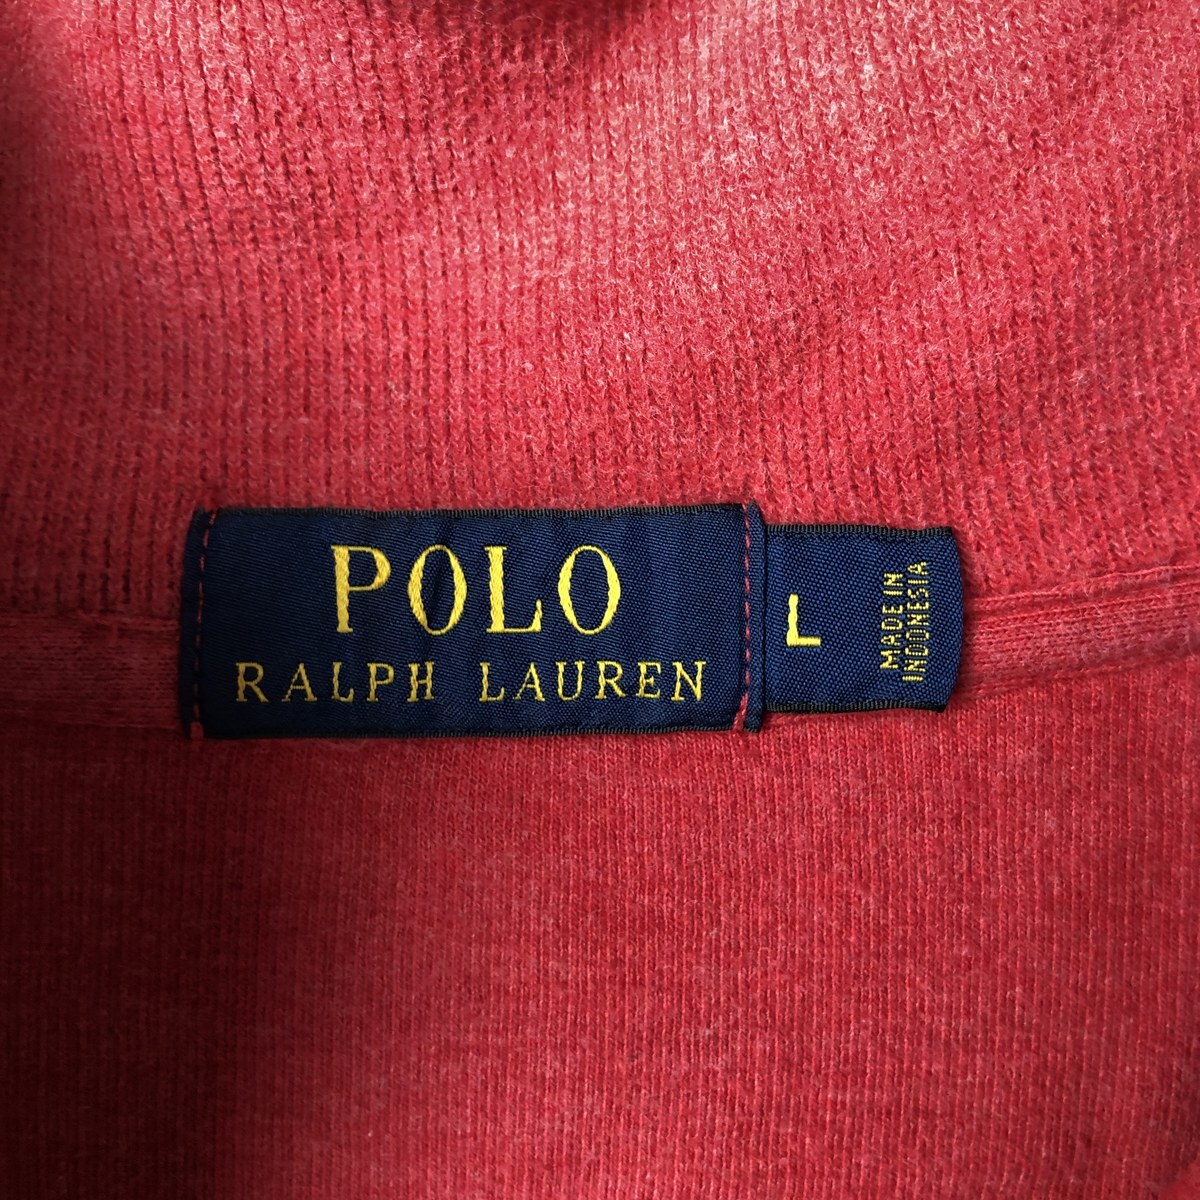 POLO
RALPH LAUREN
L
MADE IN
INDONESIA